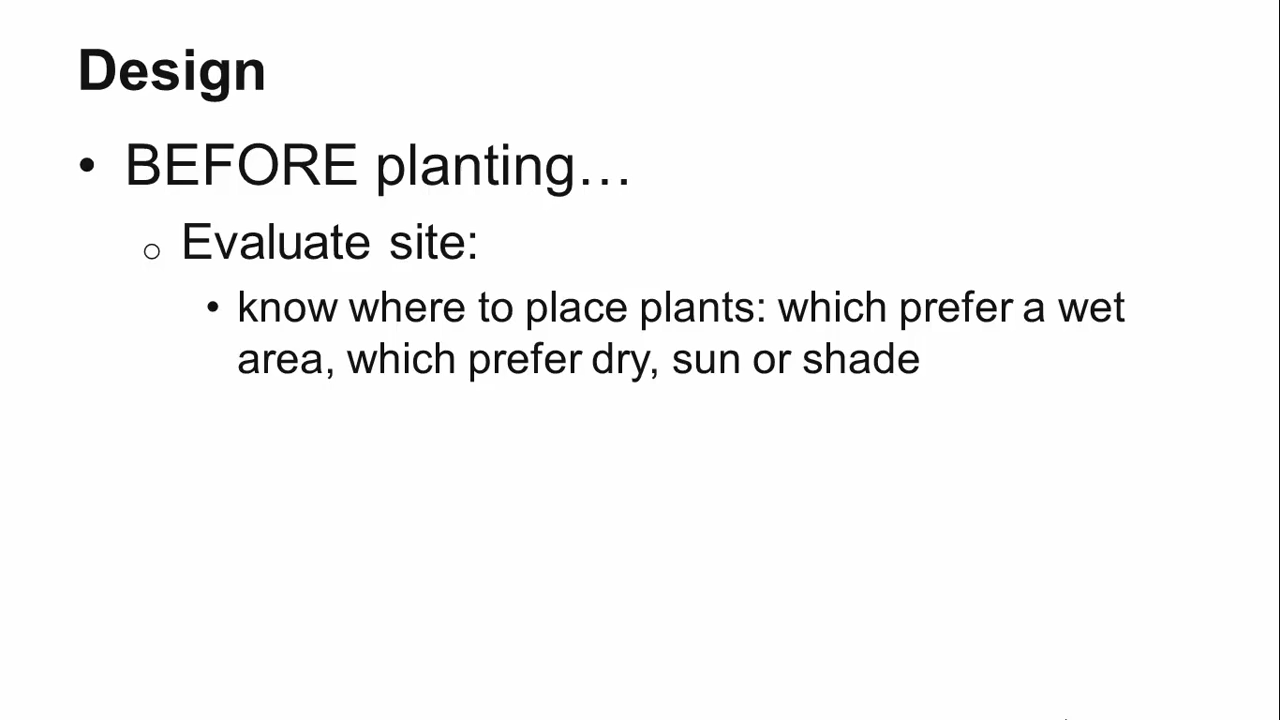 Design
• BEFORE planting…
o Evaluate site:
• know where to place plants: which prefer a wet
area, which prefer dry, sun or shade